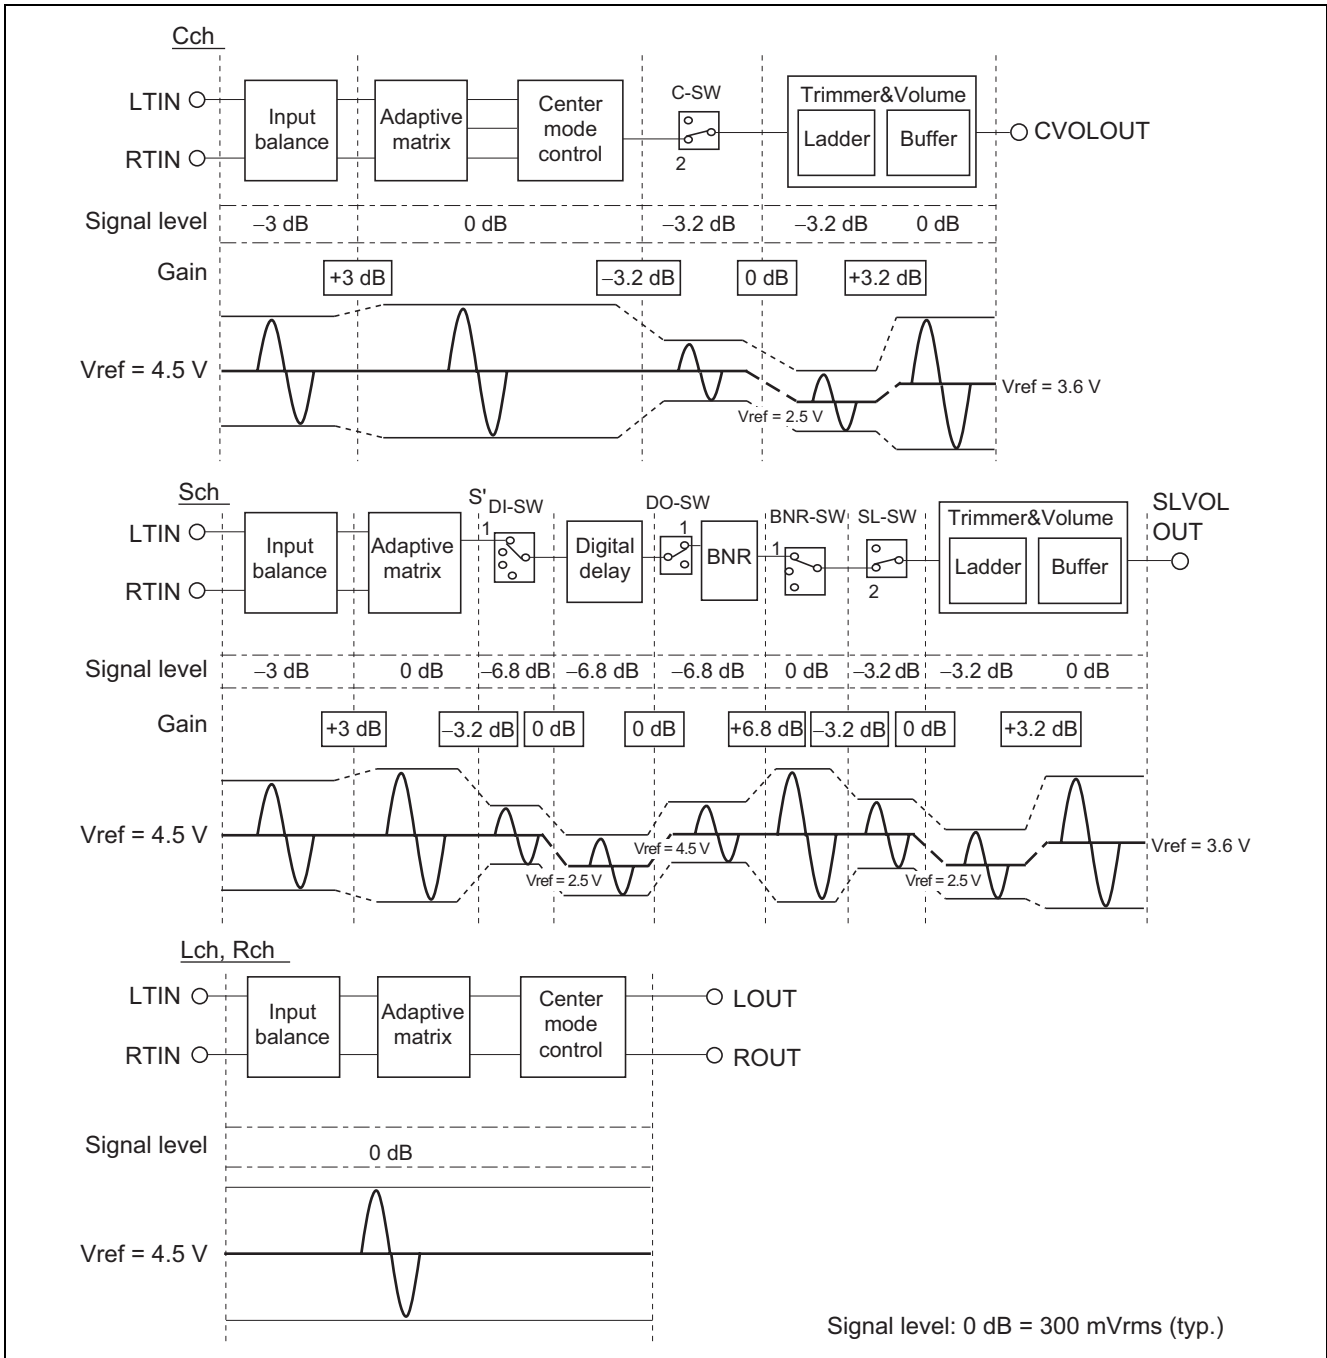 Cch
LTIN
RTIN
Input
balance
Adaptive
matrix
Center
mode
control
C-SW
2
Trimmer&Volume
Ladder
Buffer
CVOLOUT
Signal level
–3 dB
0 dB
–3.2 dB
–3.2 dB
0 dB
Gain
+3 dB
–3.2 dB
0 dB
+3.2 dB
Vref = 4.5 V
Vref = 2.5 V
Vref = 3.6 V
Sch
LTIN
RTIN
Input
balance
Adaptive
matrix
S'
DI-SW
1
Digital
delay
DO-SW
1
BNR
BNR-SW
1
SL-SW
2
Trimmer&Volume
Ladder
Buffer
SLVOL
OUT
Signal level
–3 dB
0 dB
–6.8 dB
–6.8 dB
–6.8 dB
0 dB
–3.2 dB
–3.2 dB
0 dB
Gain
+3 dB
–3.2 dB
0 dB
0 dB
+6.8 dB
–3.2 dB
0 dB
+3.2 dB
Vref = 4.5 V
Vref = 2.5 V
Vref = 4.5 V
Vref = 2.5 V
Vref = 3.6 V
Lch, Rch
LTIN
RTIN
Input
balance
Adaptive
matrix
Center
mode
control
LOUT
ROUT
Signal level
0 dB
Vref = 4.5 V
Signal level: 0 dB = 300 mVrms (typ.)